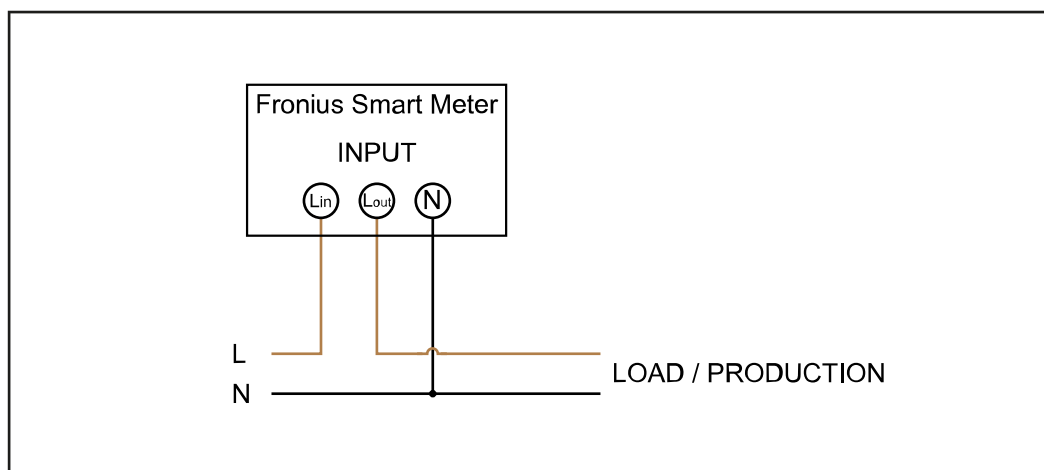 Fronius Smart Meter
INPUT
Lin Lout N
L
LOAD / PRODUCTION
N